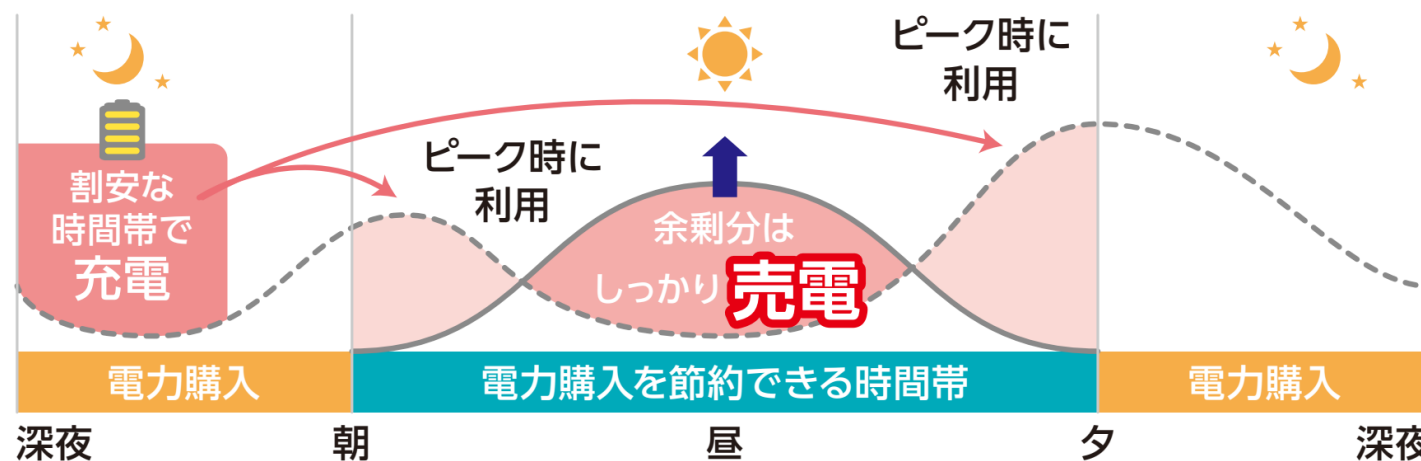 ピーク時に
利用
ピーク時に
利用
割安な
時間帯で
充電
余剰分は
しっかり売電
電力購入
電力購入を節約できる時間帯
電力購入
深夜
朝
昼
夕
深夜